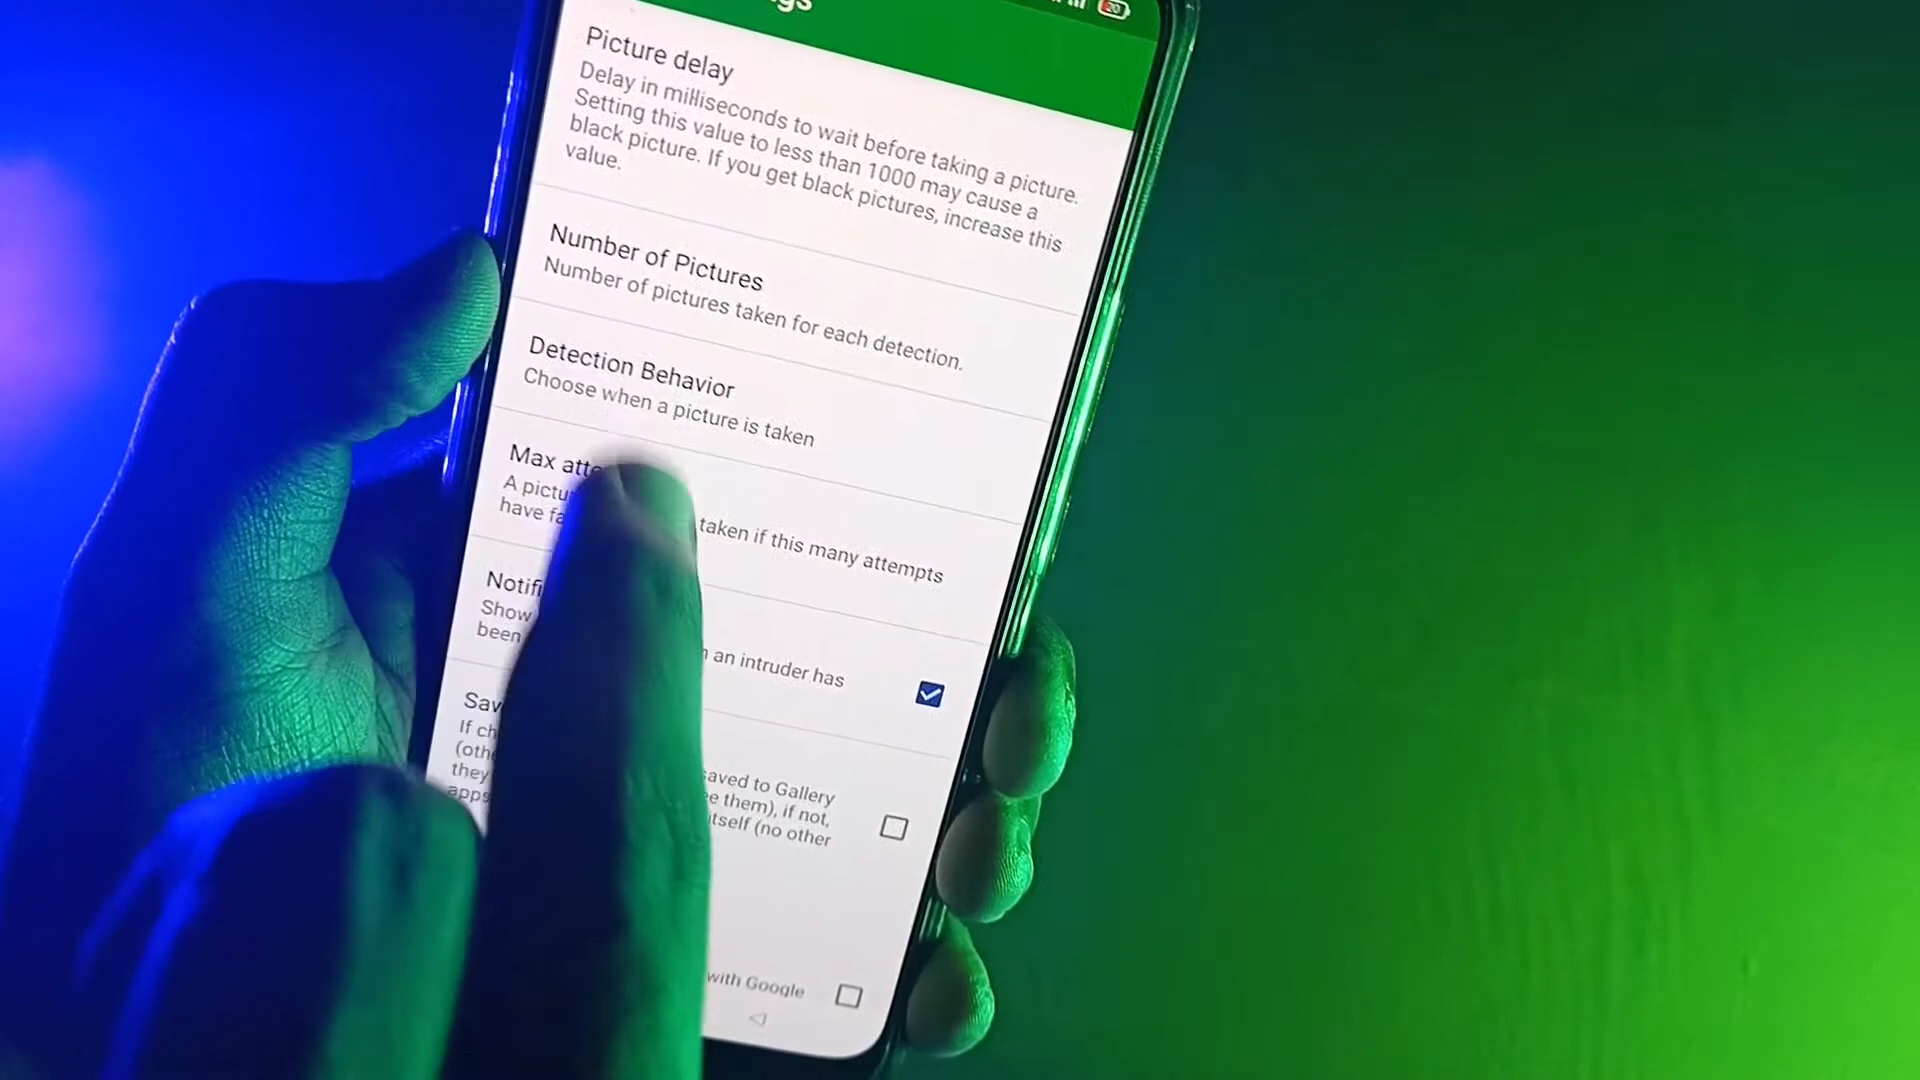 20
Picture delay
Delay in milliseconds to wait before taking a picture.
Setting this value to less than 1000 may cause a
black picture. If you get black pictures, increase this
value.
Number of Pictures
Number of pictures taken for each detection.
Detection Behavior
Choose when a picture is taken
Max
A taken if this many attempts
have
an intruder has
Show
been
saved to Gallery
If them), if not,
itself (no other
they
apps
with Google